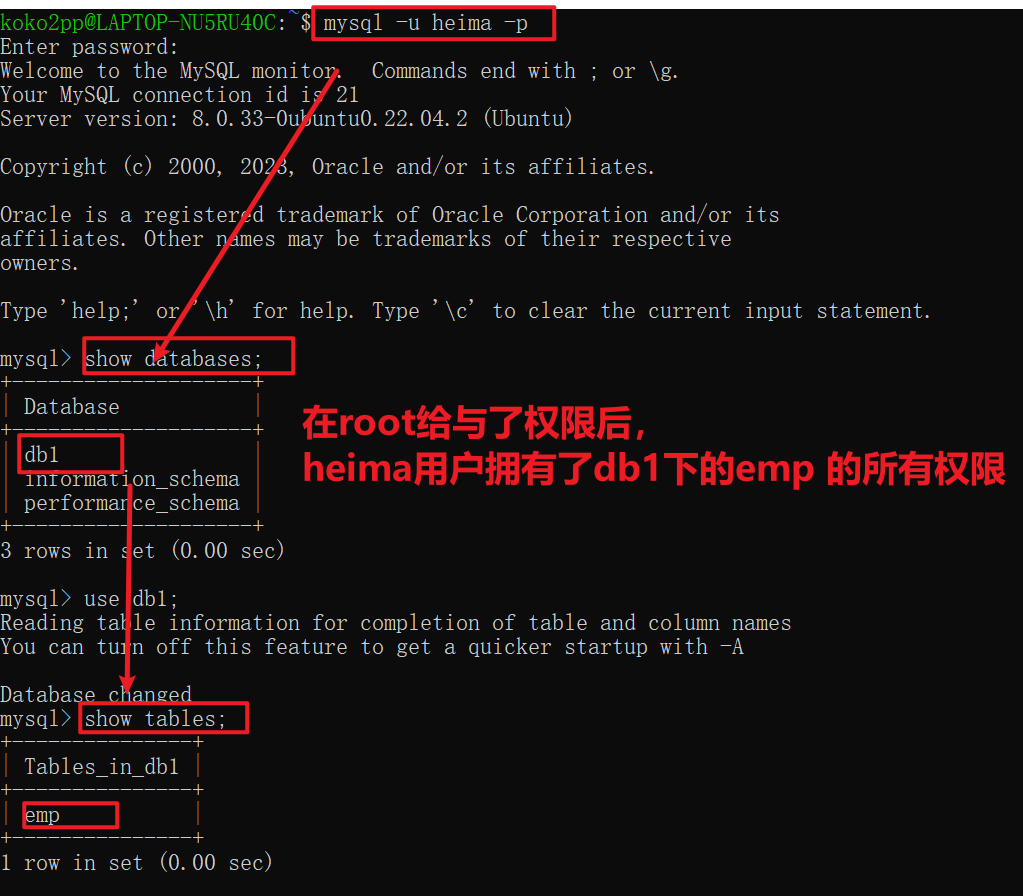 koko2pp@LAPTOP-NU5RU4OC:~$ mysql -u heima -p
Enter password:
Welcome to the MySQL monitor.  Commands end with ; or \g.
Your MySQL connection id is 21
Server version: 8.0.33-0ubuntu0.22.04.2 (Ubuntu)
Copyright (c) 2000, 2023, Oracle and/or its affiliates.
Oracle is a registered trademark of Oracle Corporation and/or its
affiliates. Other names may be trademarks of their respective
owners.
Type 'help;' or '\h' for help. Type '\c' to clear the current input statement.
mysql> show databases;
+--------------------+
| Database           |
+--------------------+
| db1                |
| information_schema |
| performance_schema |
+--------------------+
3 rows in set (0.00 sec)
在root给与了权限后，
heima用户拥有了db1下的emp 的所有权限
mysql> use db1;
Reading table information for completion of table and column names
You can turn off this feature to get a quicker startup with -A
Database changed
mysql> show tables;
+---------------+
| Tables_in_db1 |
+---------------+
| emp           |
+---------------+
1 row in set (0.00 sec)